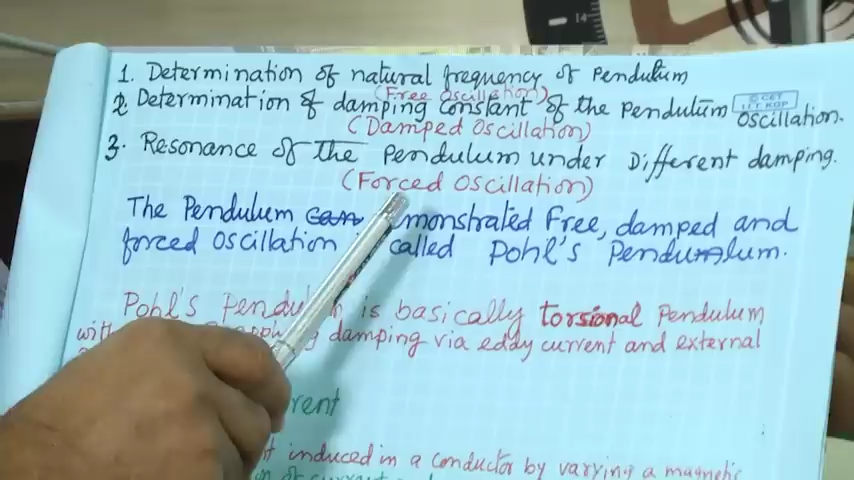 1. Determination of natural frequency of Pendulum
(Free Oscillation)
2 Determination of damping constant of the pendulum oscillation.
(Damped Oscillation)
3. Resonance of the Pendulum under Different damping.
(Forced Oscillation)
The Pendulum monstrated Free, damped and
forced oscillation called Pohl's Pendulum.
Pohl's is basically torsional Pendulum
damping via eddy current and external
rent
induced in a conductor by varying a magnetic
© CET
I.I.T. KGP
14